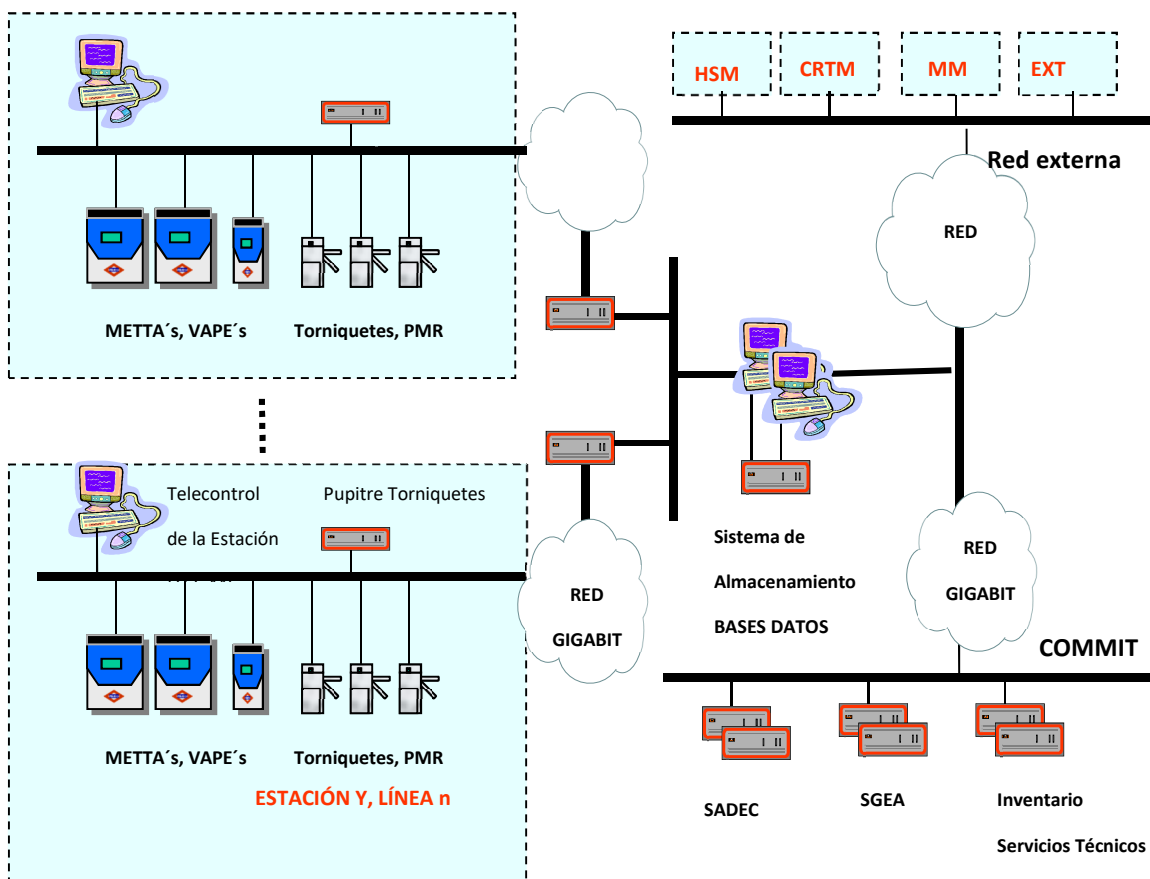 HSM
CRTM
MM
EXT
Red externa
RED
METTA´s, VAPE´s
Torniquetes, PMR
Telecontrol
de la Estación
Pupitre Torniquetes
RED
GIGABIT
Sistema de
Almacenamiento
BASES DATOS
RED
GIGABIT
COMMIT
METTA´s, VAPE´s
Torniquetes, PMR
ESTACIÓN Y, LÍNEA n
SADEC
SGEA
Inventario
Servicios Técnicos